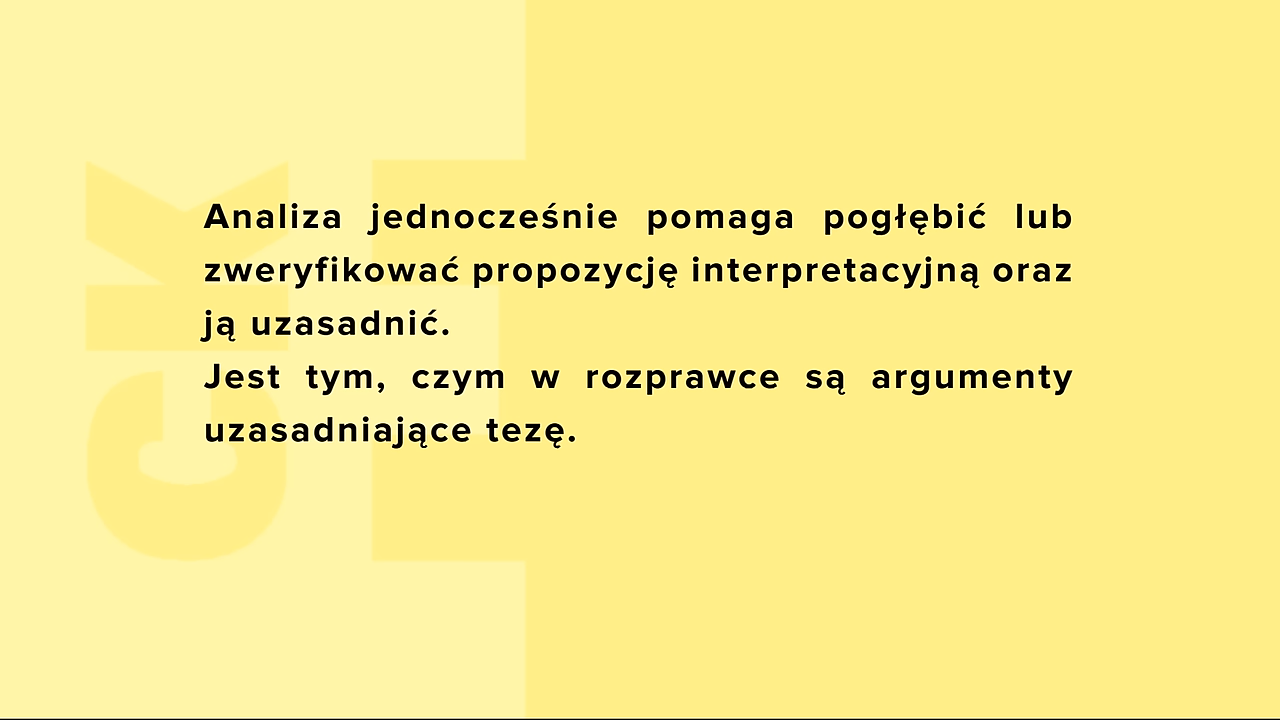 Analiza jednocześnie pomaga pogłębić lub
zweryfikować propozycję interpretacyjną oraz
ją uzasadnić.
Jest tym, czym w rozprawce są argumenty
uzasadniające tezę.
ck